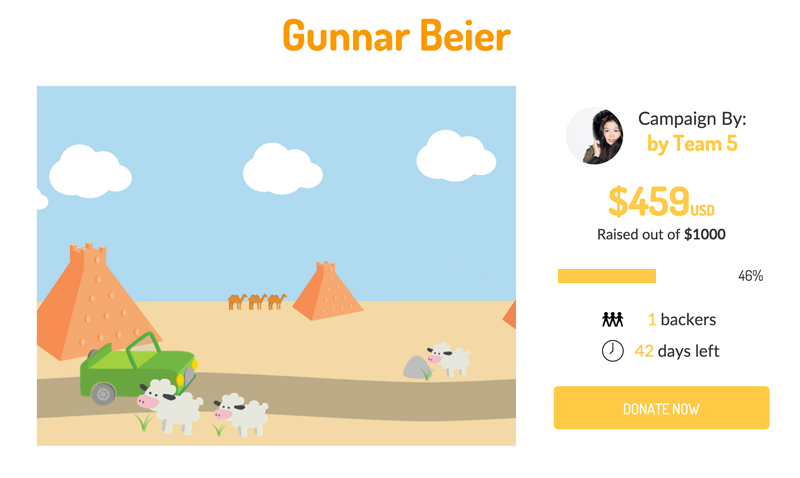 Gunnar Beier
Campaign By:
by Team 5
$459USD
Raised out of $1000
46%
1 backers
42 days left
DONATE NOW